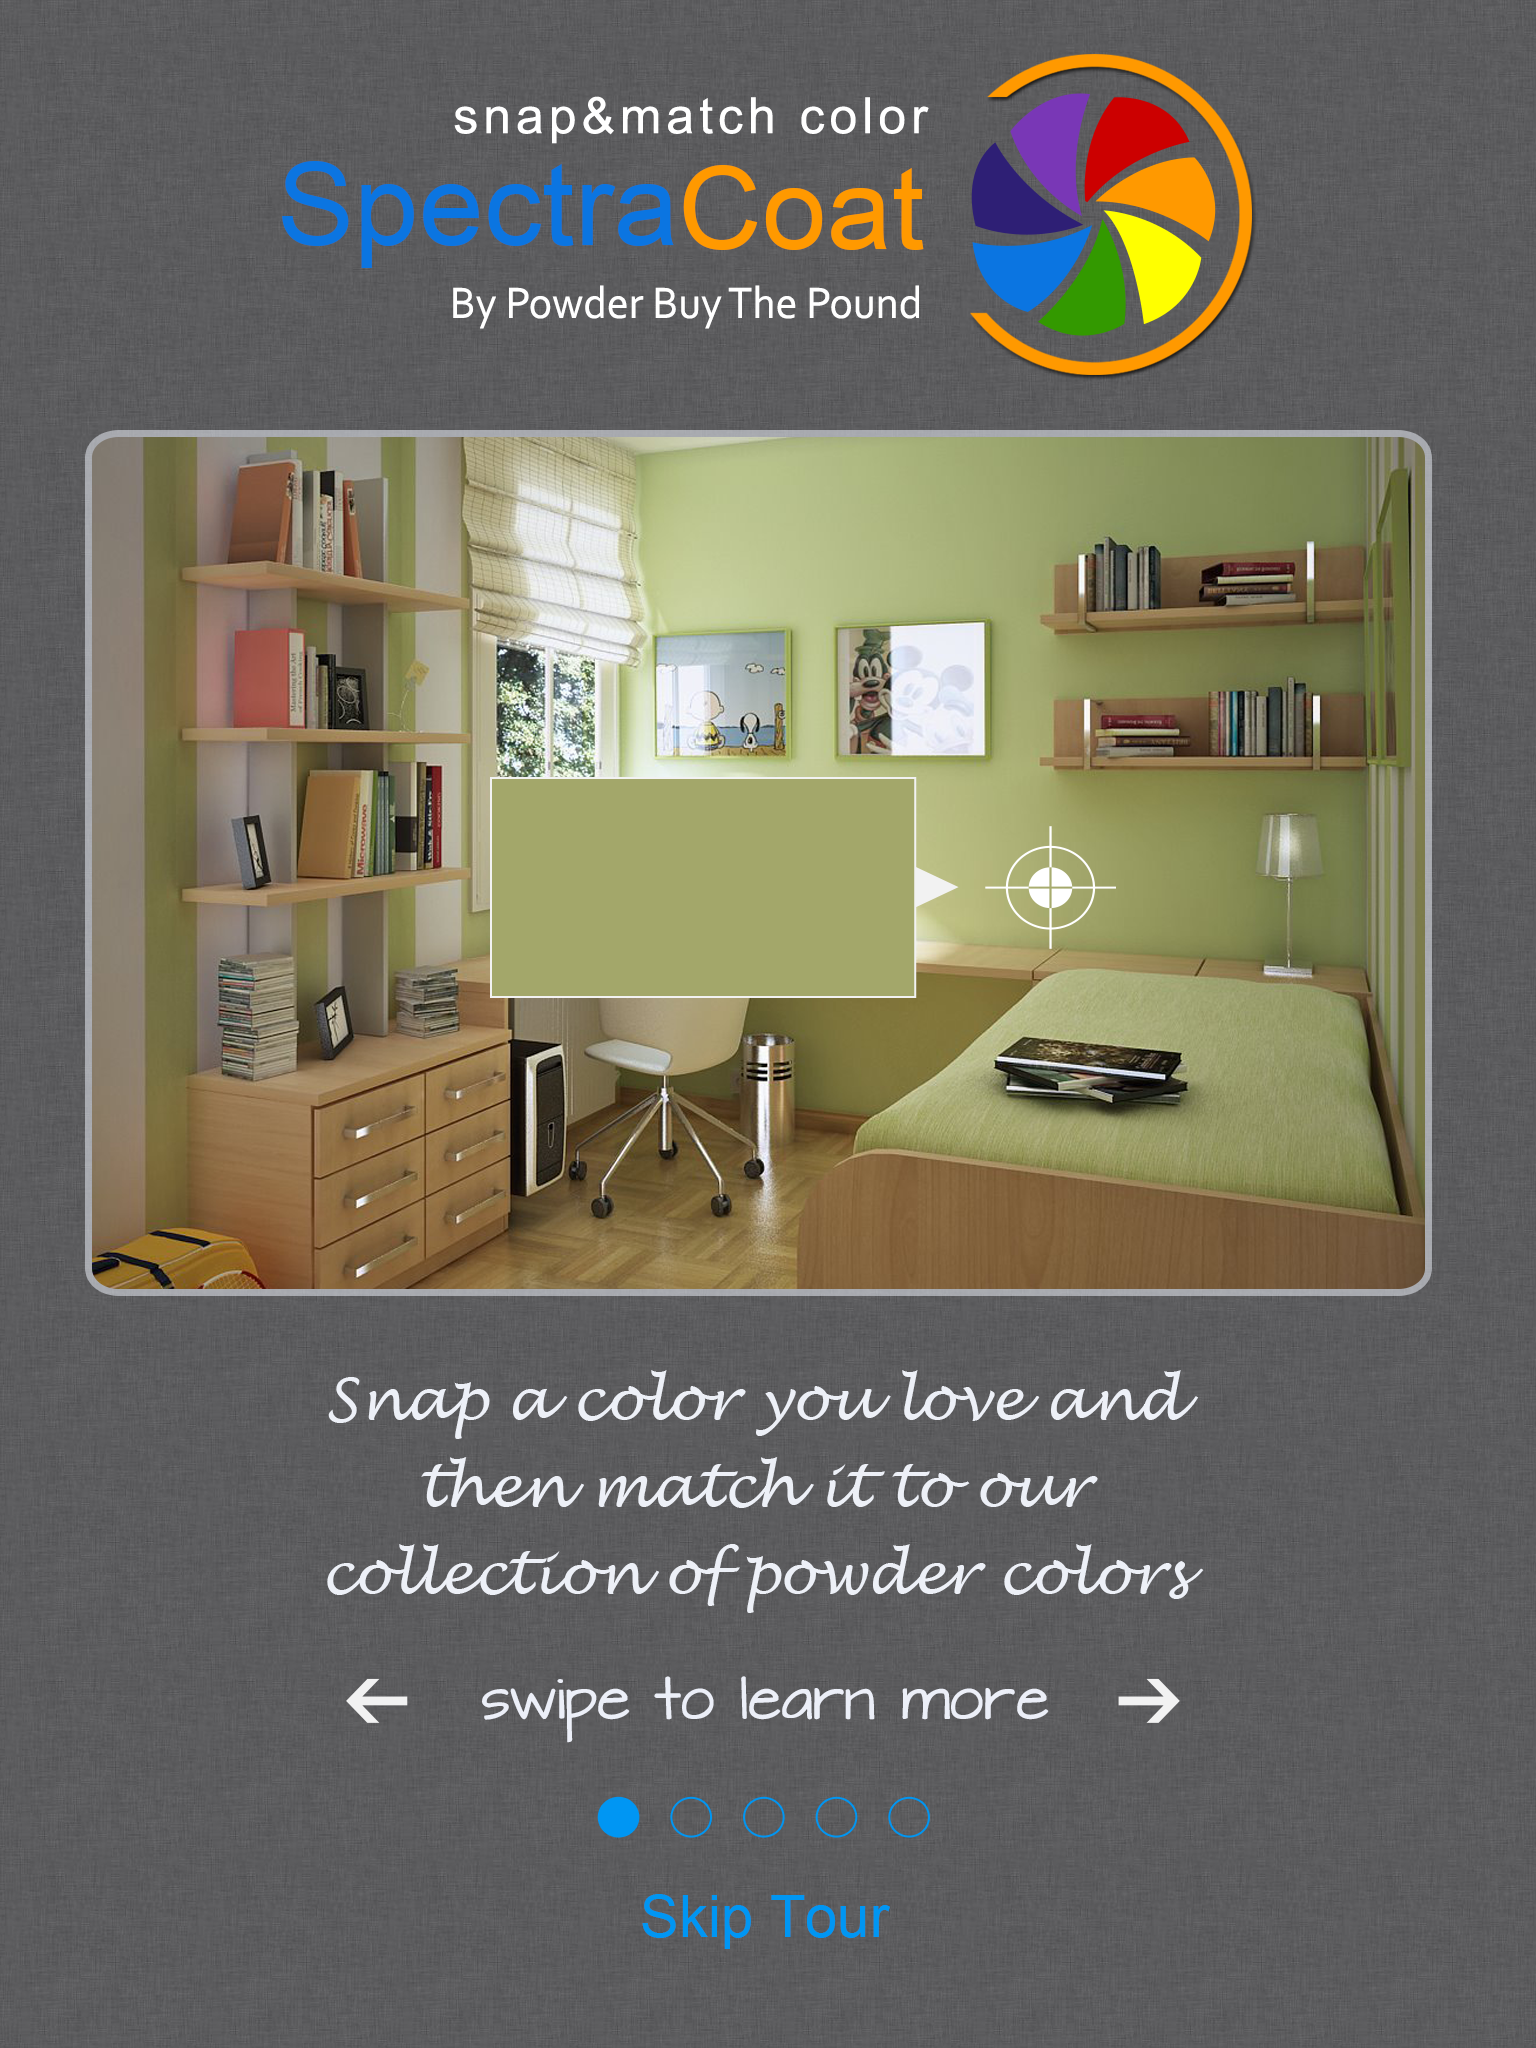 snap&match color
SpectraCoat
By Powder Buy The Pound
Microwave
Snap a color you love and
then match it to our
collection of powder colors
swipe to learn more
Skip Tour